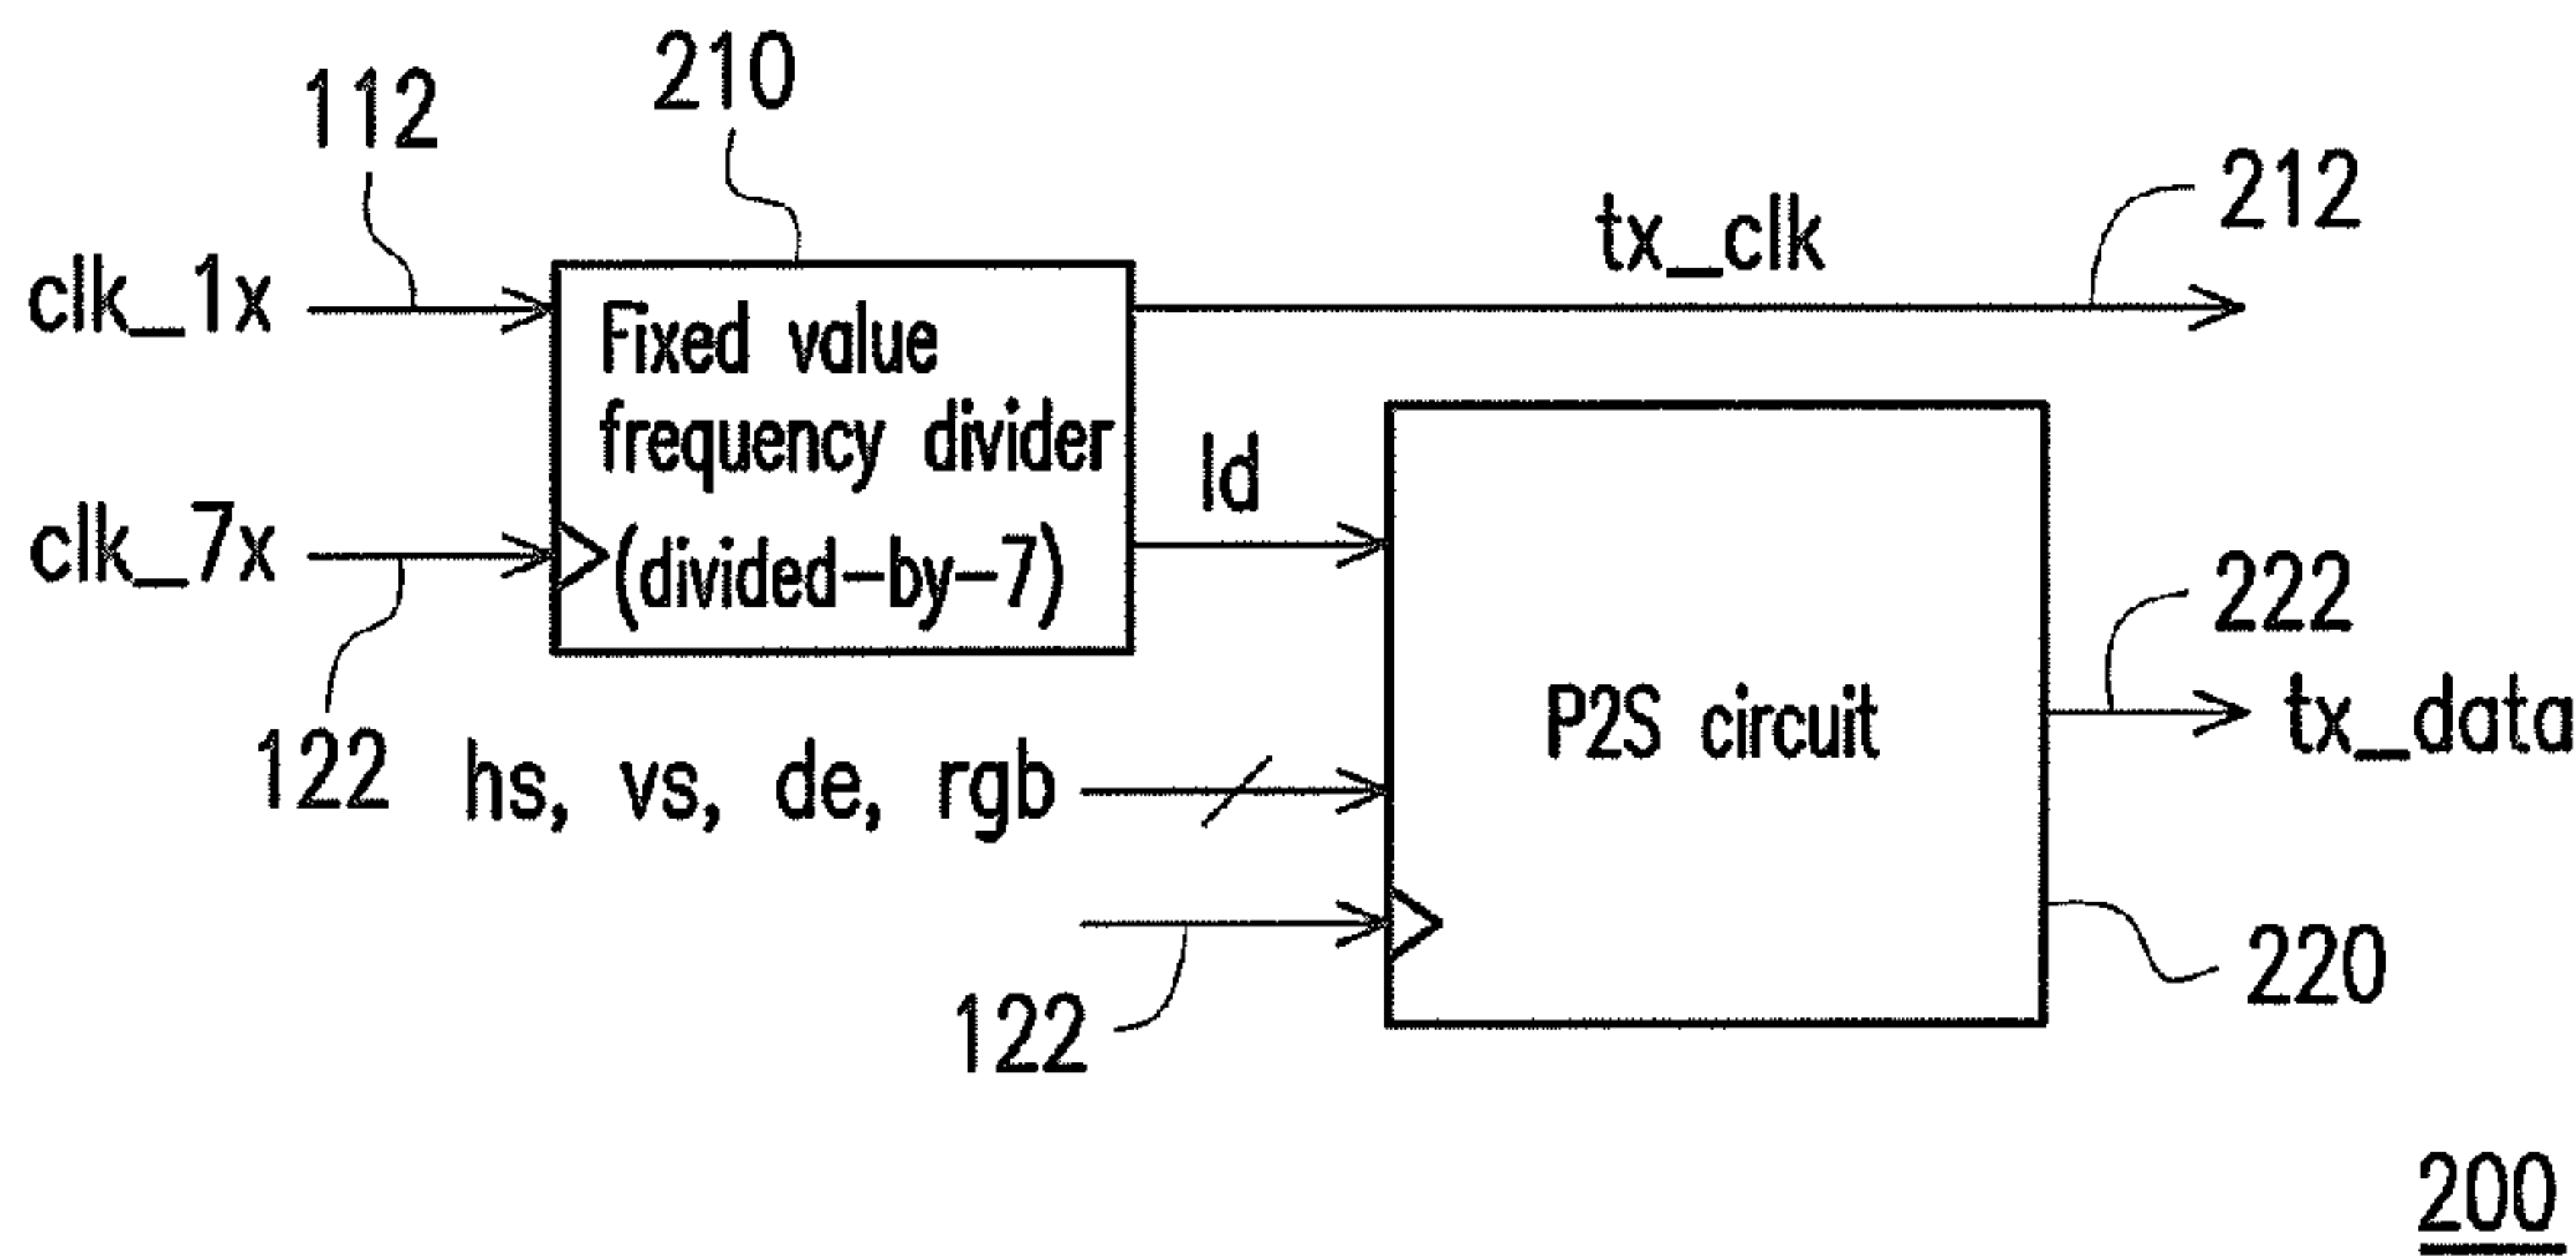 210
112
212
tx_clk
clk_1x
Fixed value
frequency divider
(divided-by-7)
ld
clk_7x
222
P2S circuit
tx_data
122
hs, vs, de, rgb
220
122
200